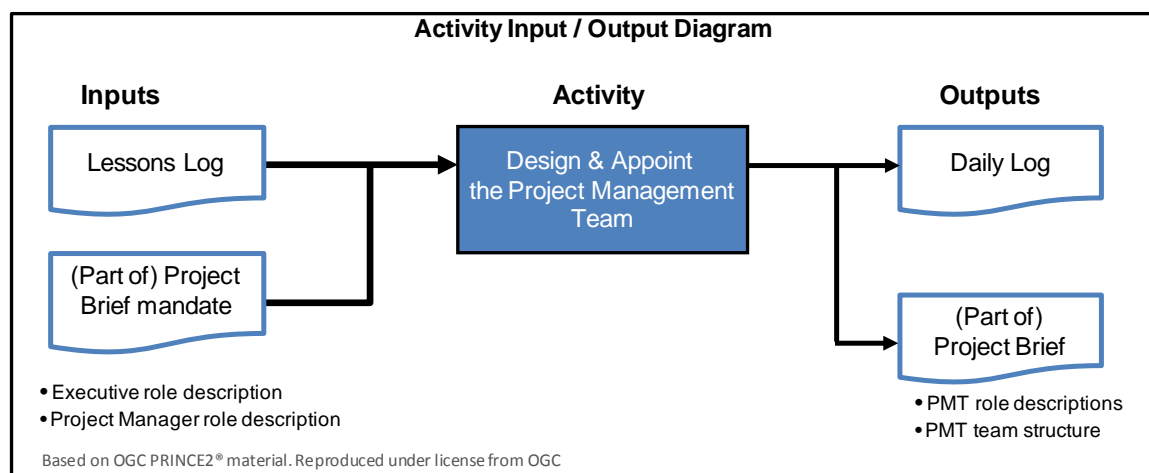 Activity Input / Output Diagram
Inputs
Activity
Outputs
Lessons Log
Design & Appoint
the Project Management
Team
Daily Log
(Part of) Project
Brief mandate
(Part of)
Project Brief
• Executive role description
• Project Manager role description
• PMT role descriptions
• PMT team structure
Based on OGC PRINCE2® material. Reproduced under license from OGC